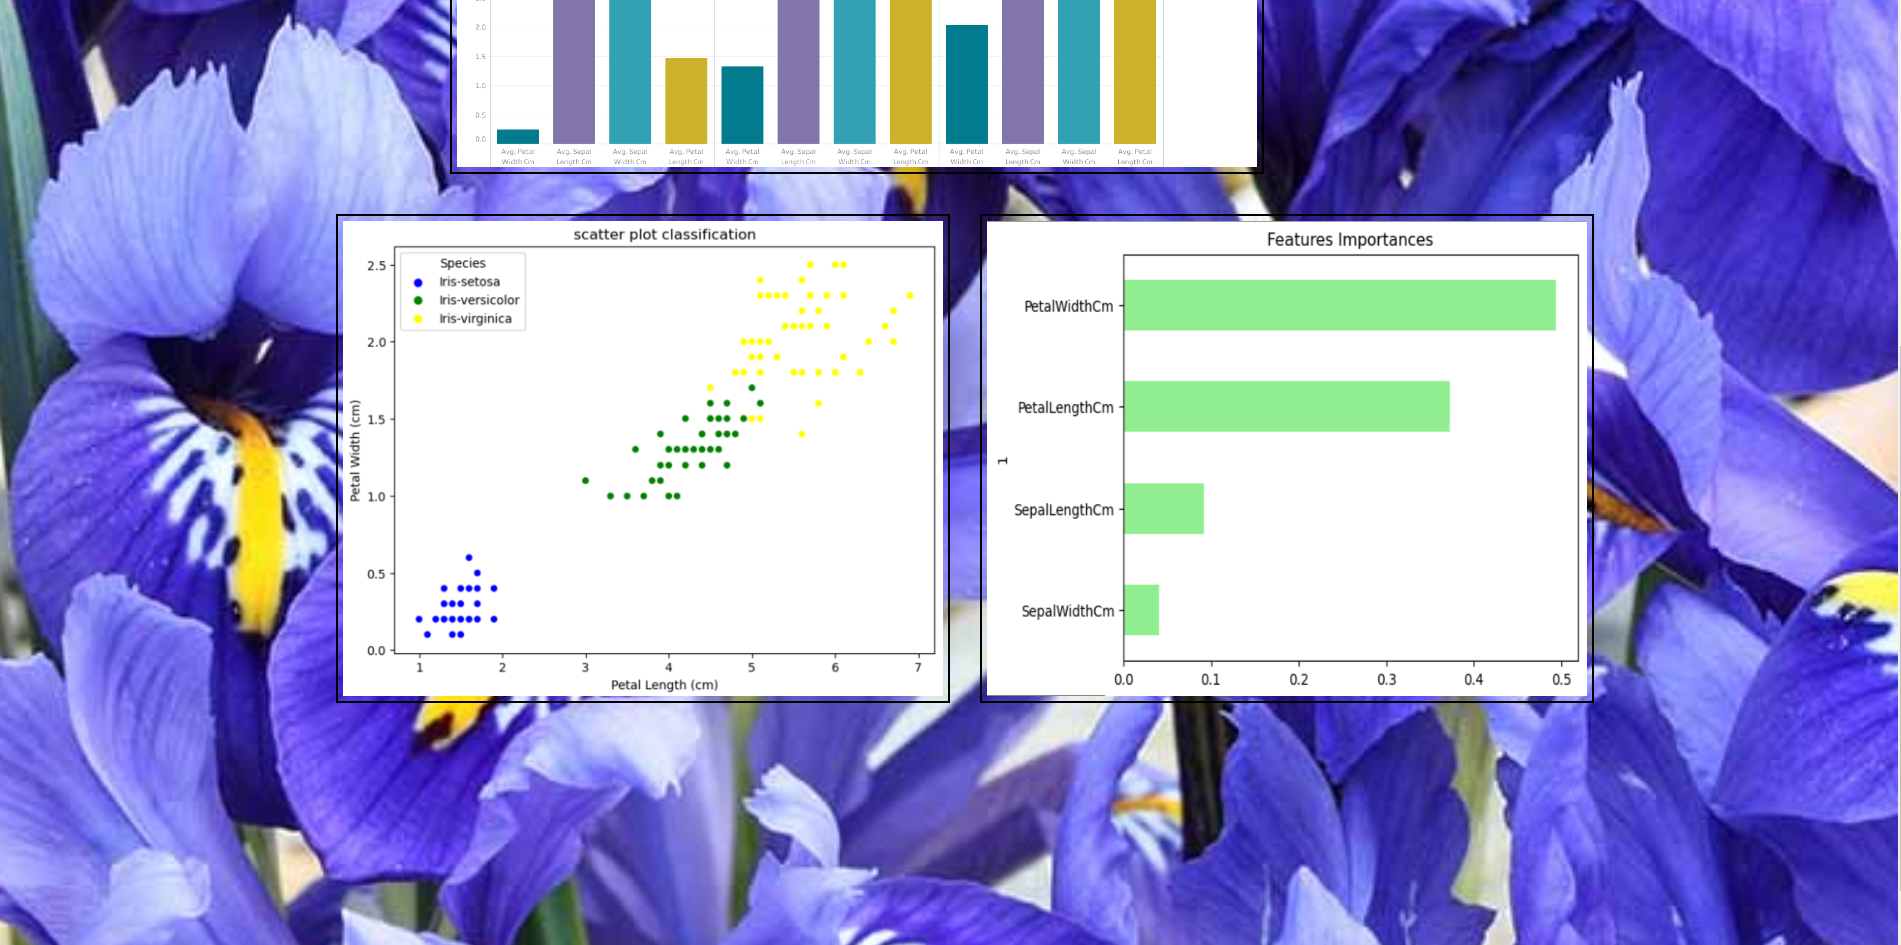 2.0
1.5
1.0
0.5
0.0
Avg. Petal Avg. Sepal Avg. Sepal Avg. Petal Avg. Petal Avg. Sepal Avg. Sepal Avg. Petal Avg. Petal Avg. Sepal Avg. Sepal Avg. Petal
Width Cm Length Cm Width Cm Length Cm Width Cm Length Cm Width Cm Length Cm Width Cm Length Cm Width Cm Length Cm
scatter plot classification
Species
Iris-setosa
Iris-versicolor
Iris-virginica
2.5
2.0
1.5
1.0
0.5
0.0
Petal Width (cm)
1 2 3 4 5 6 7
Petal Length (cm)
Features Importances
PetalWidthCm
PetalLengthCm
1
SepalLengthCm
SepalWidthCm
0.0 0.1 0.2 0.3 0.4 0.5